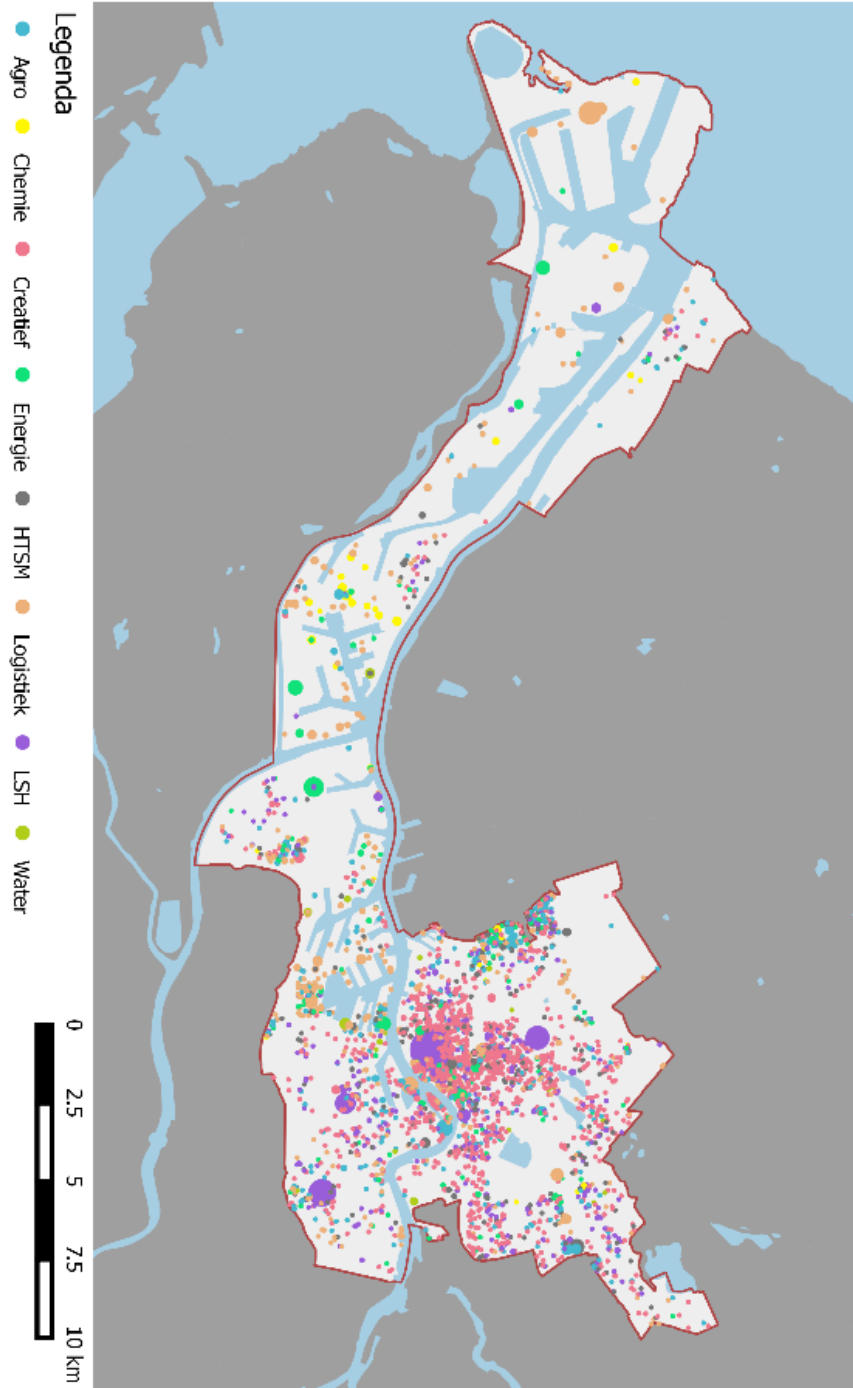 Legenda
Agro
Chemie
Creatief
Energie
HTSM
Logistiek
LSH
Water
0 2.5 5 7.5 10 km